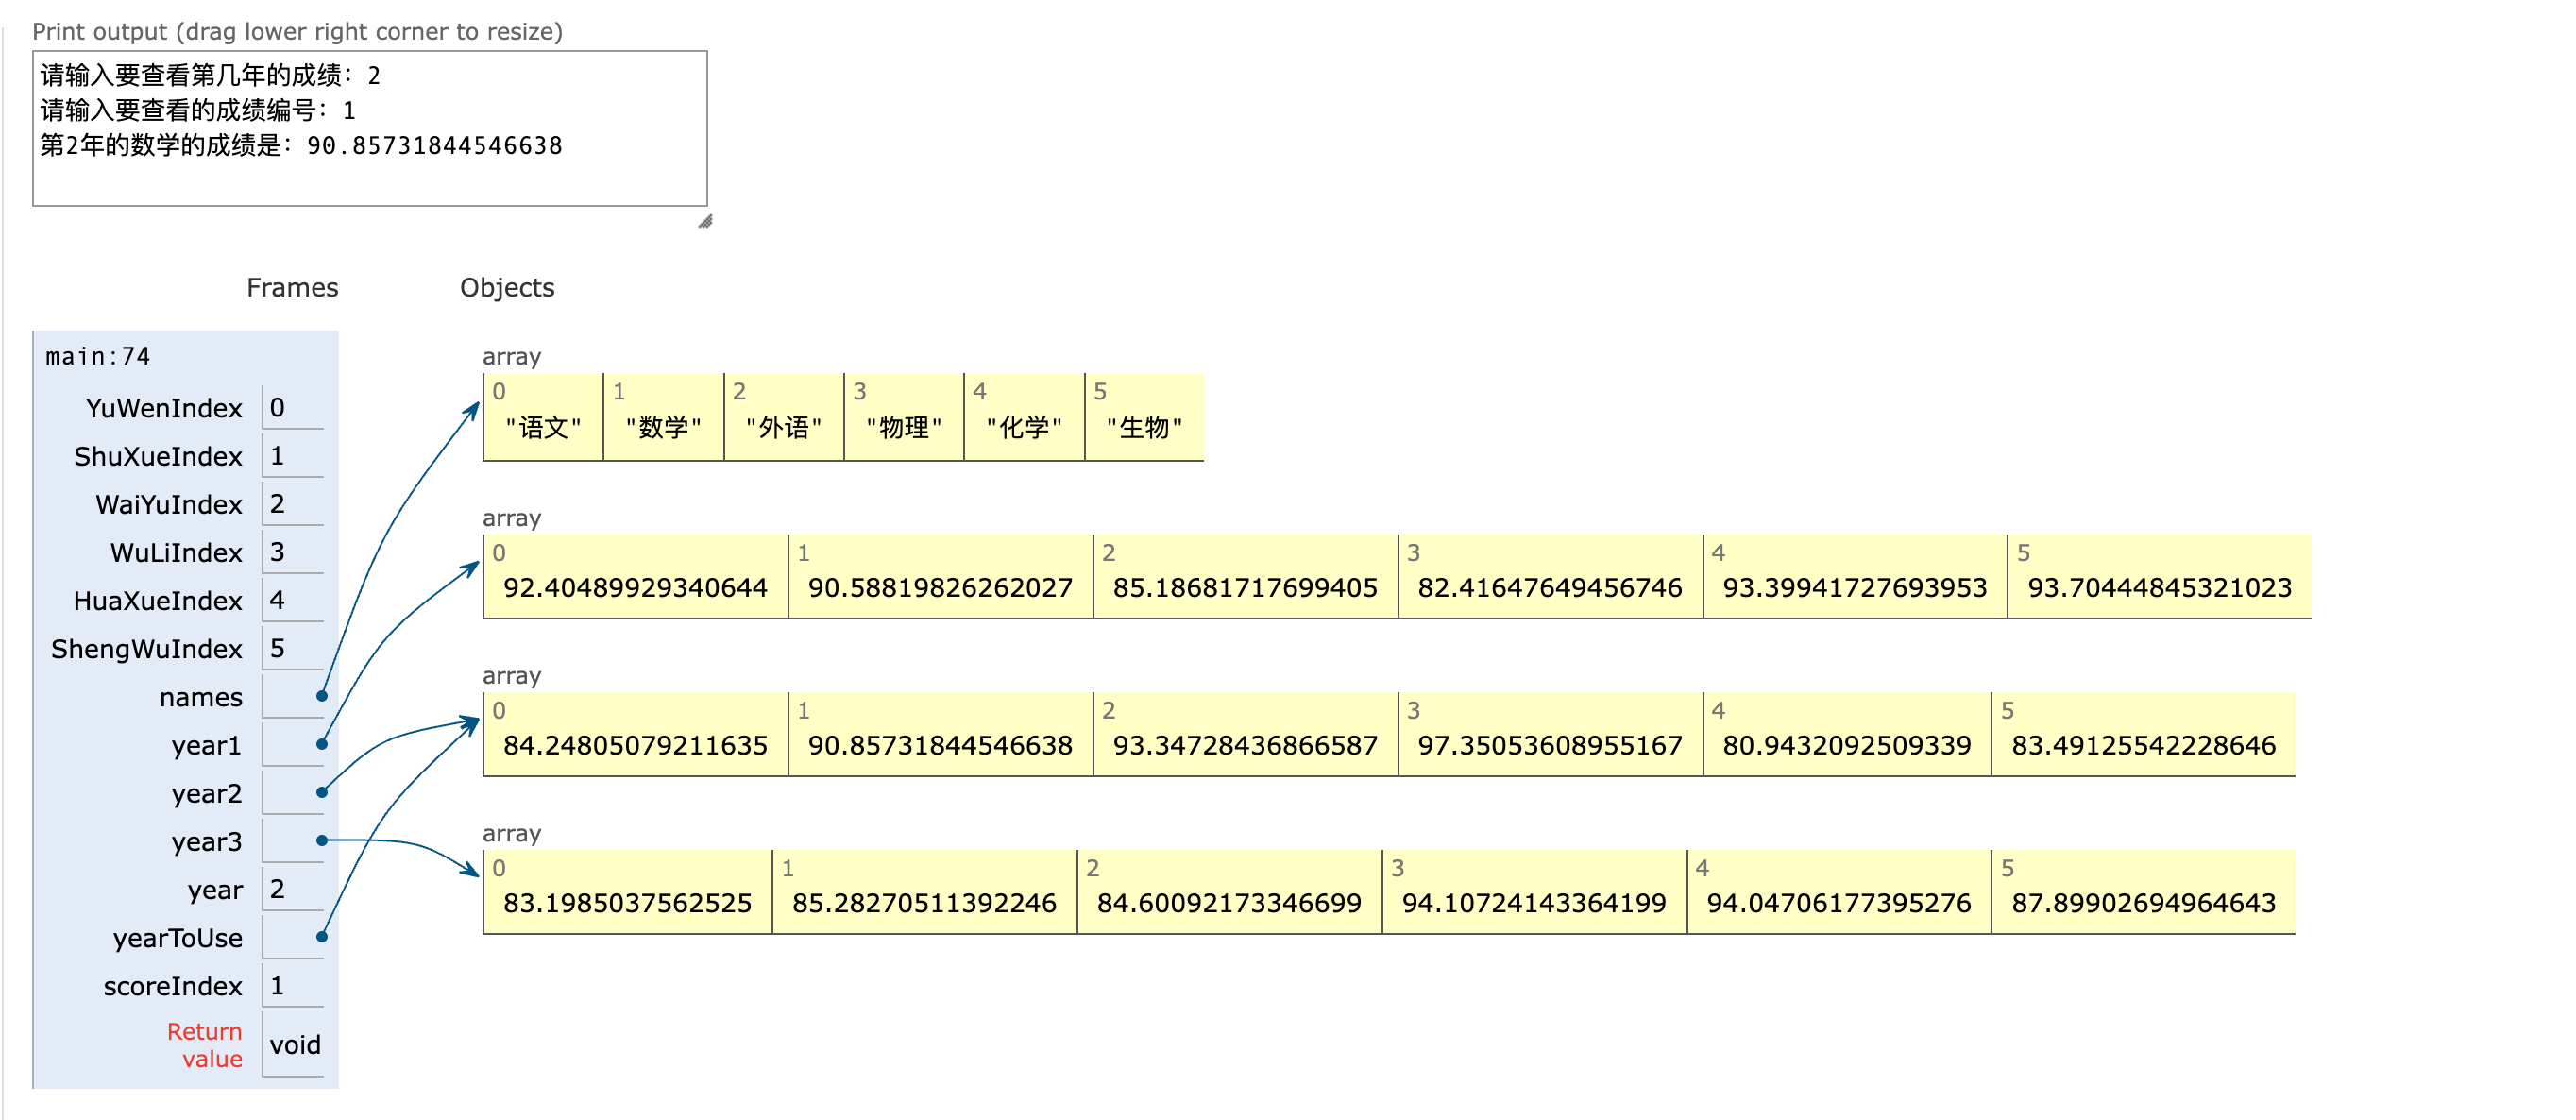 Print output (drag lower right corner to resize)
请输入要查看第几年的成绩：2
请输入要查看的成绩编号：1
第2年的数学的成绩是：90.85731844546638
Frames Objects
main:74
YuWenIndex 0
ShuXueIndex 1
WaiYuIndex 2
WuLiIndex 3
HuaXueIndex 4
ShengWuIndex 5
names
year1
year2
year3
year 2
yearToUse
scoreIndex 1
Return
value void
array
0 1 2 3 4 5
"语文" "数学" "外语" "物理" "化学" "生物"
array
0 1 2 3 4 5
92.40489929340644 90.58819826262027 85.18681717699405 82.41647649456746 93.39941727693953 93.70444845321023
array
0 1 2 3 4 5
84.24805079211635 90.85731844546638 93.34728436866587 97.35053608955167 80.9432092509339 83.49125542228646
array
0 1 2 3 4 5
83.1985037562525 85.28270511392246 84.60092173346699 94.10724143364199 94.04706177395276 87.89902694964643